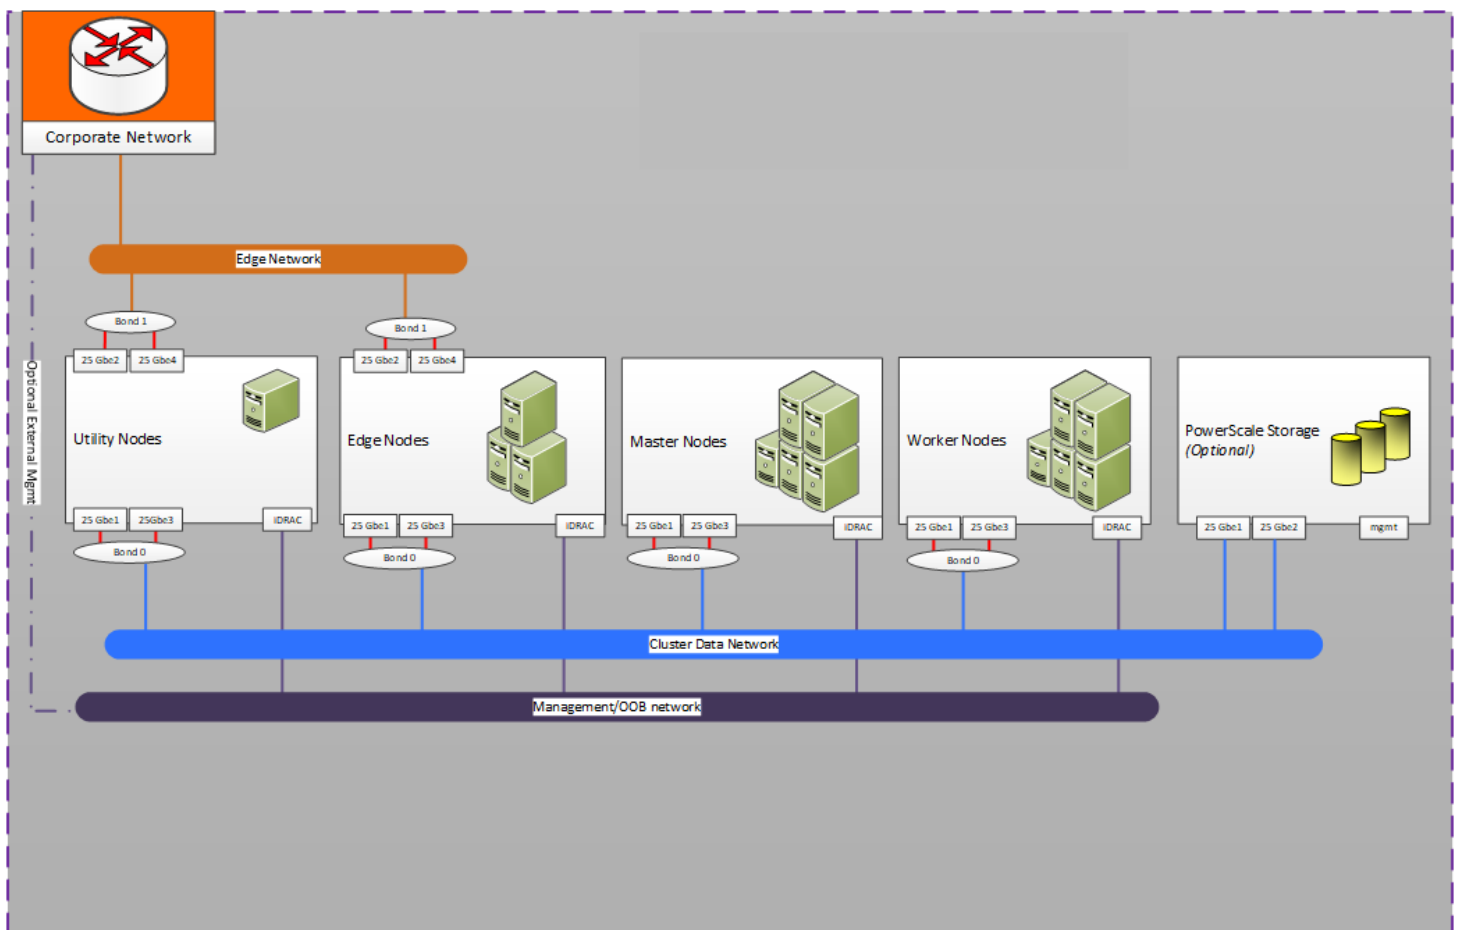 Corporate Network
Edge Network
Bond 1
Bond 1
25 Gbe2
25 Gbe4
25 Gbe2
25 Gbe4
Optional External Mgmt
Utility Nodes
Edge Nodes
Master Nodes
Worker Nodes
PowerScale Storage
(Optional)
25 Gbe1
25Gbe3
iDRAC
25 Gbe1
25 Gbe3
iDRAC
25 Gbe1
25 Gbe3
iDRAC
25 Gbe1
25 Gbe3
iDRAC
25 Gbe1
25 Gbe2
mgmt
Bond 0
Bond 0
Bond 0
Bond 0
Cluster Data Network
Management/OOB network